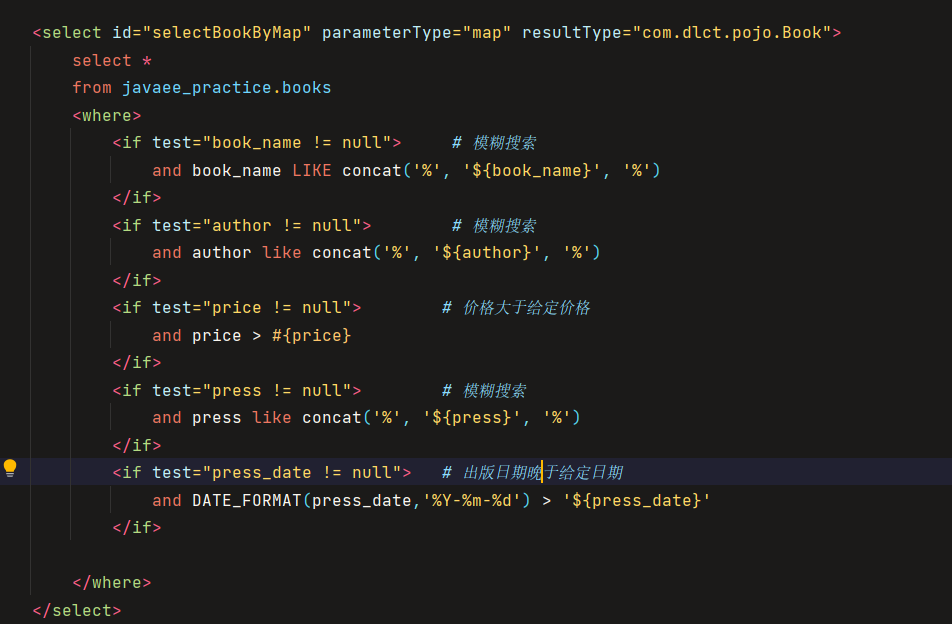 <select id="selectBookByMap" parameterType="map" resultType="com.dlct.pojo.Book">
select *
from javaee_practice.books
<where>
<if test="book_name != null"> # 模糊搜索
and book_name LIKE concat('%', '${book_name}', '%')
</if>
<if test="author != null"> # 模糊搜索
and author like concat('%', '${author}', '%')
</if>
<if test="price != null"> # 价格大于给定价格
and price > #{price}
</if>
<if test="press != null"> # 模糊搜索
and press like concat('%', '${press}', '%')
</if>
<if test="press_date != null"> # 出版日期晚于给定日期
and DATE_FORMAT(press_date,'%Y-%m-%d') > '${press_date}'
</if>
</where>
</select>